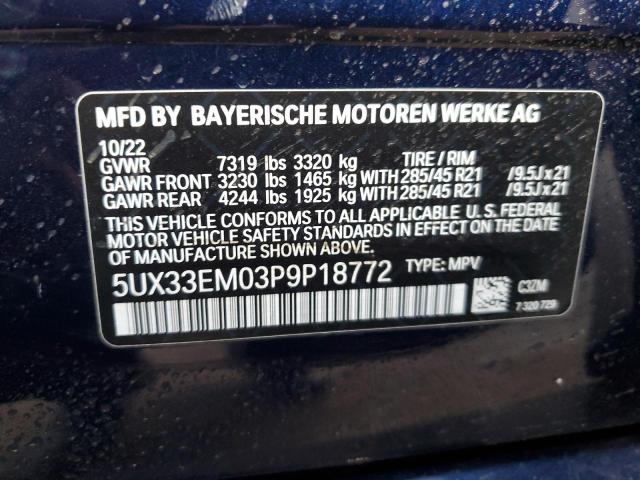 MFD BY BAYERISCHE MOTOREN WERKE AG
10/22
GVWR 7319 lbs 3320 kg TIRE / RIM
GAWR FRONT 3230 lbs 1465 kg WITH 285/45 R21 /9.5Jx21
GAWR REAR 4244 lbs 1925 kg WITH 285/45 R21 /9.5Jx21
THIS VEHICLE CONFORMS TO ALL APPLICABLE U.S. FEDERAL
MOTOR VEHICLE SAFETY STANDARDS IN EFFECT ON THE DATE
OF MANUFACTURE SHOWN ABOVE.
5UX33EM03P9P18772 TYPE: MPV
C3ZM
7 320 729